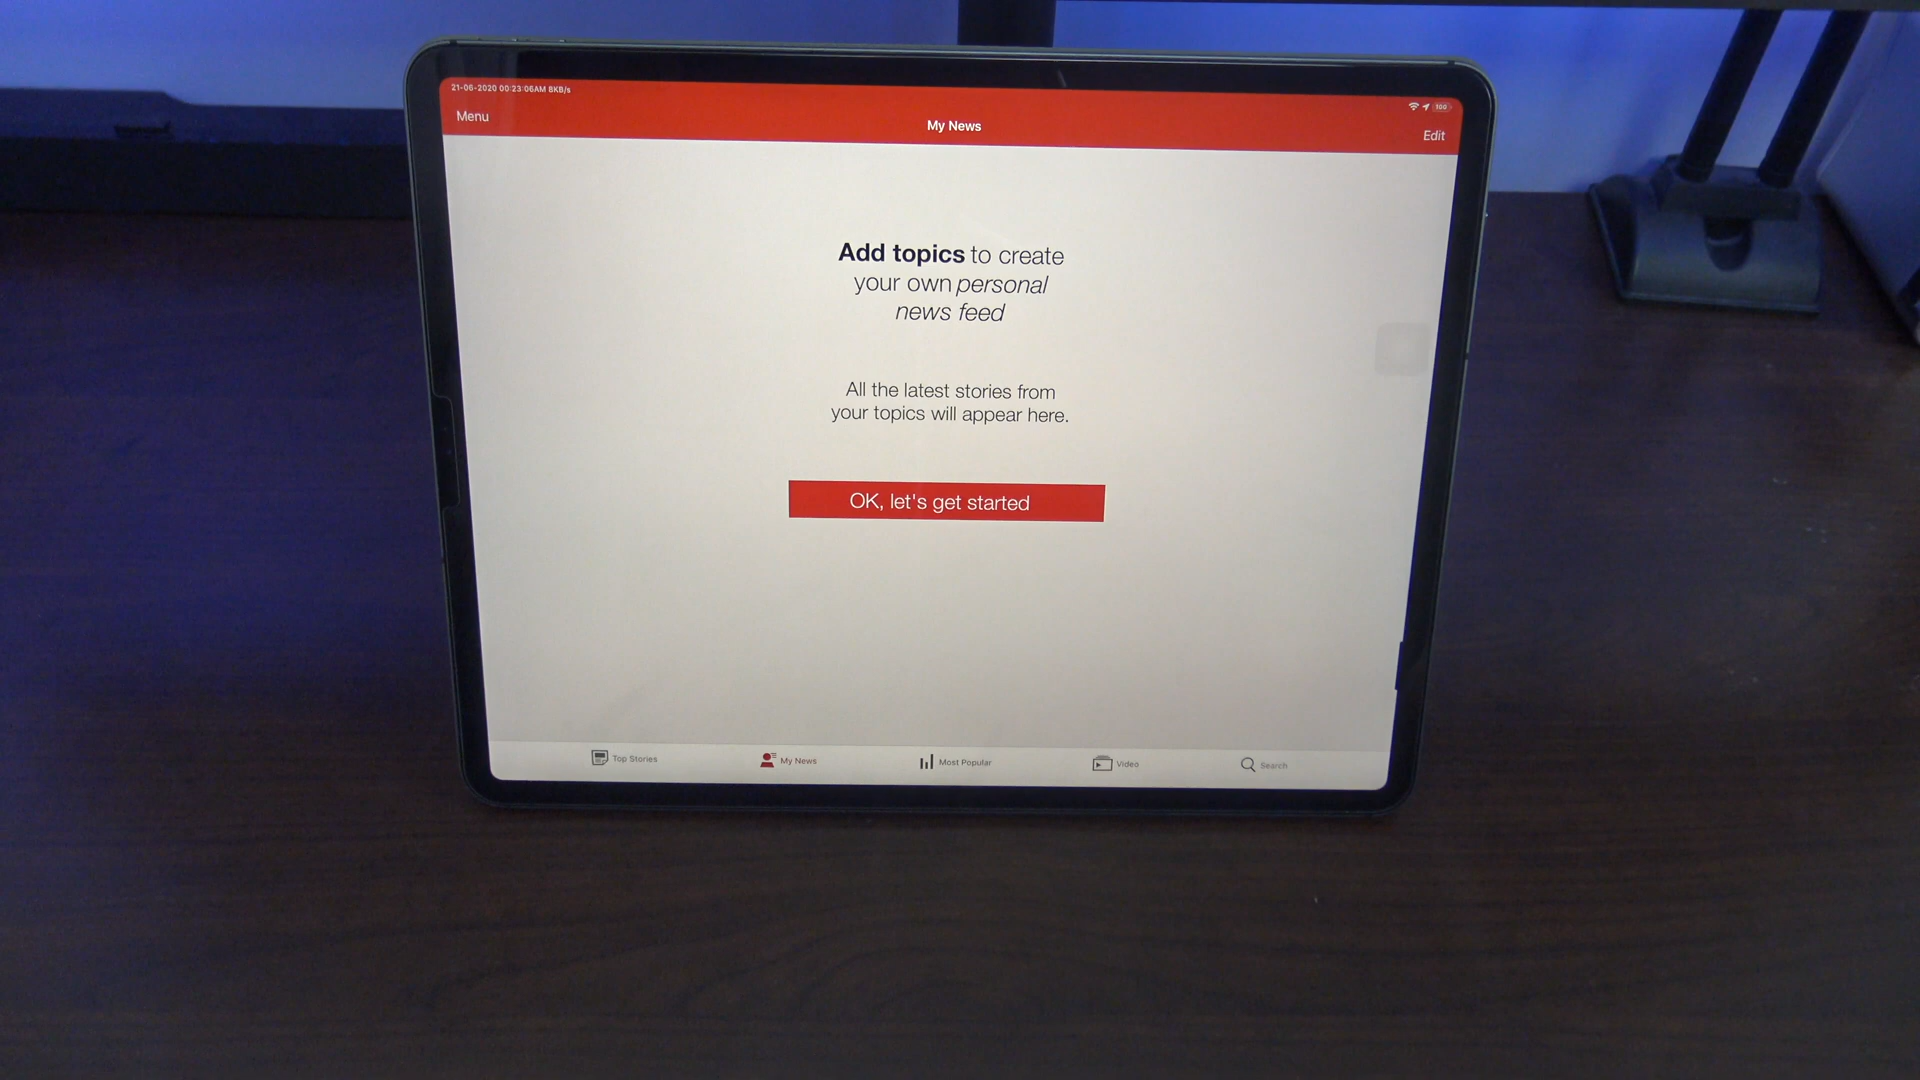 21-06-2020 00:23:06AM 8KB/s
100
Menu
My News
Edit
Add topics to create
your own personal
news feed
All the latest stories from
your topics will appear here.
OK, let's get started
Top Stories
My News
Most Popular
Video
Search